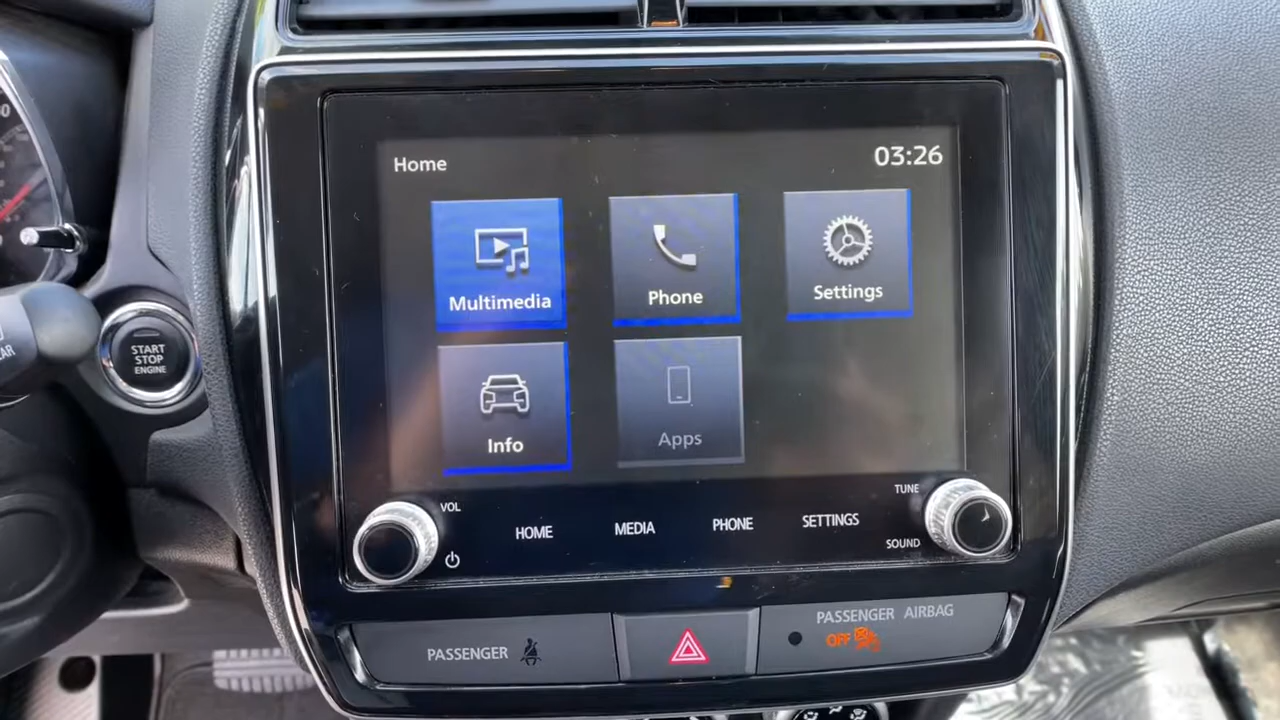 Home
03:26
Multimedia
Phone
Settings
Info
Apps
START
STOP
ENGINE
VOL
TUNE
HOME
MEDIA
PHONE
SETTINGS
SOUND
PASSENGER
PASSENGER AIRBAG
OFF